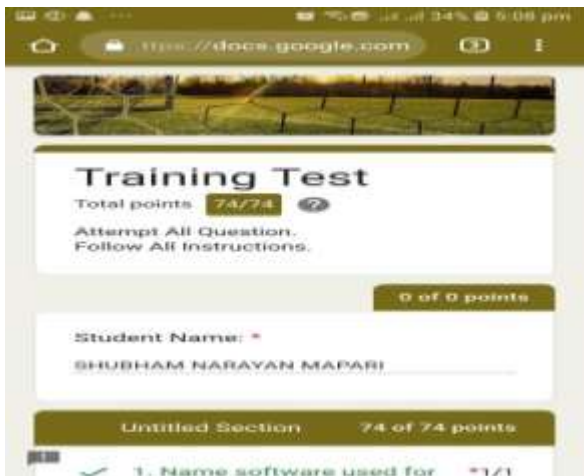 34% 5:08 pm
ttps://docs.google.com
Training Test
Total points 74/74 ?
Attempt All Question.
Follow All Instructions.
0 of 0 points
Student Name: *
SHUBHAM NARAYAN MAPARI
Untitled Section 74 of 74 points
1. Name software used for *1/1